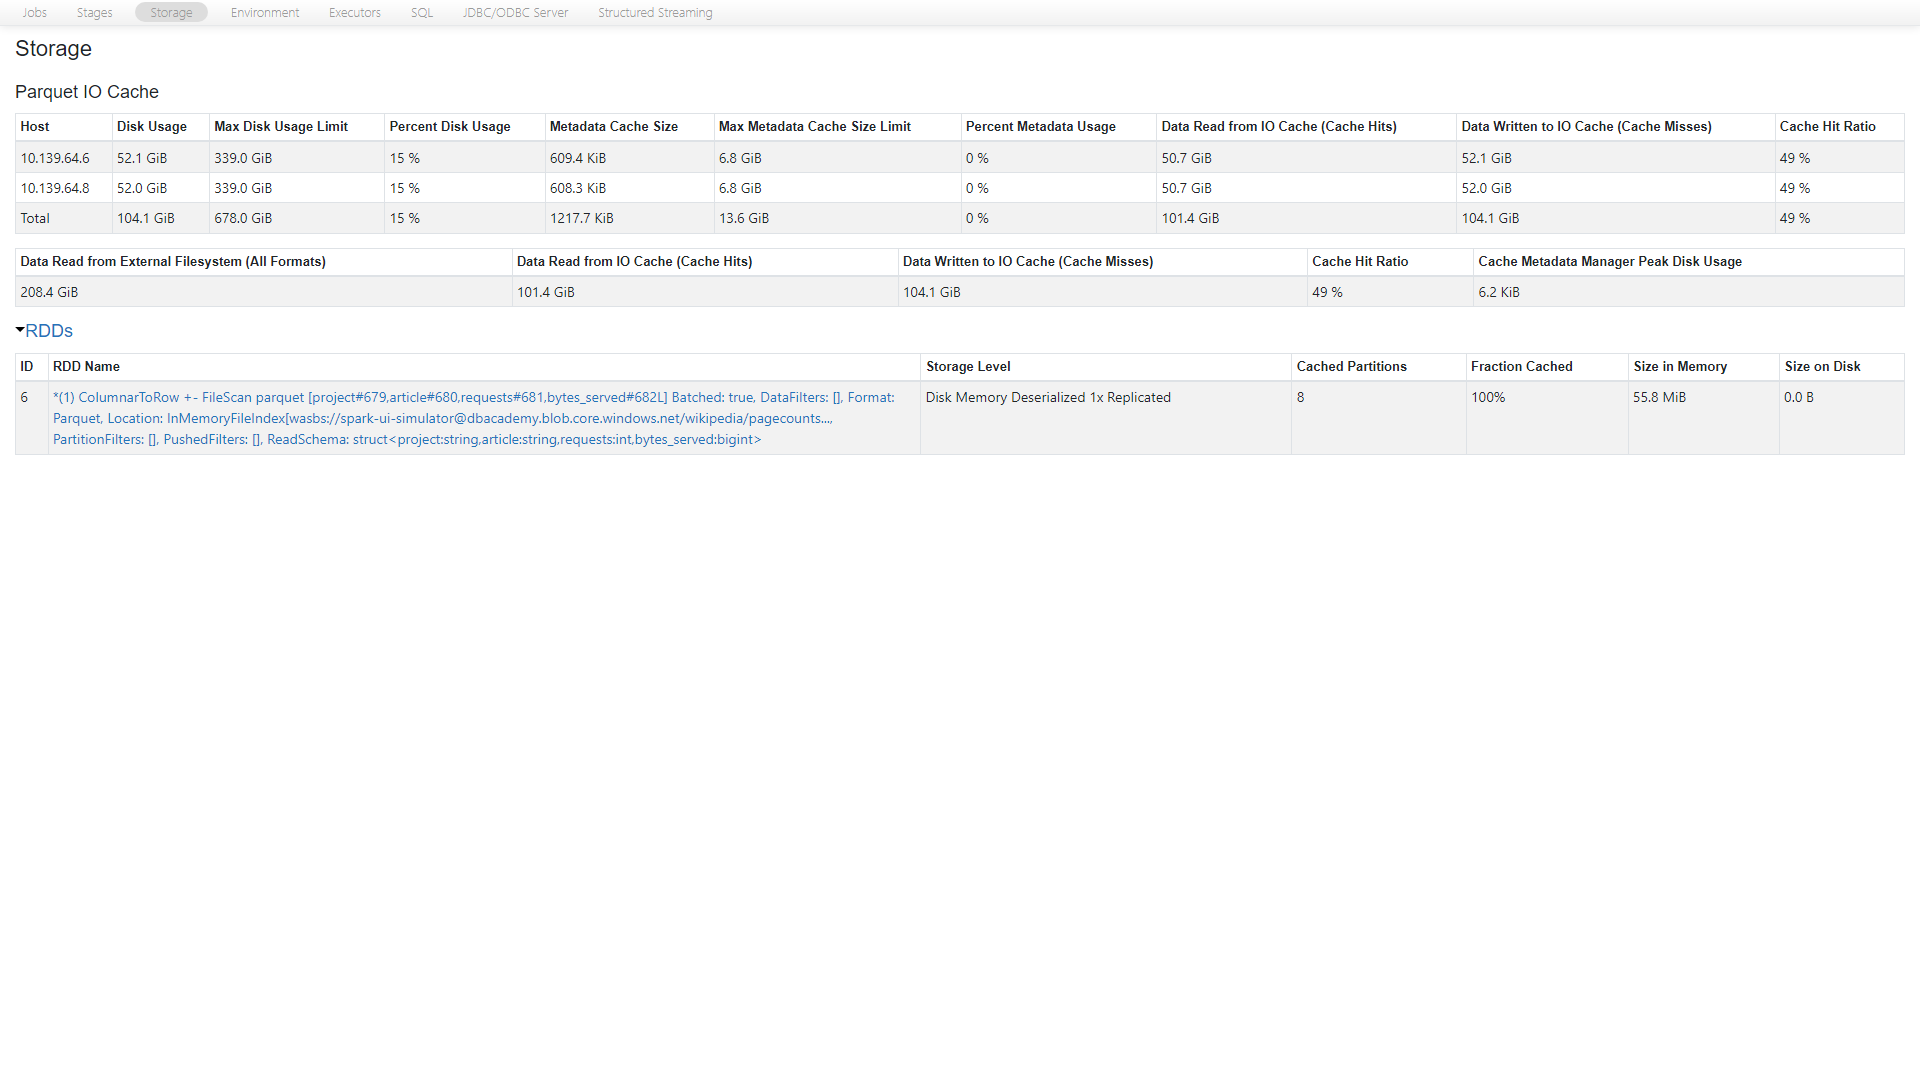 Jobs Stages Storage Environment Executors SQL JDBC/ODBC Server Structured Streaming
Storage
Parquet IO Cache
Host Disk Usage Max Disk Usage Limit Percent Disk Usage Metadata Cache Size Max Metadata Cache Size Limit Percent Metadata Usage Data Read from IO Cache (Cache Hits) Data Written to IO Cache (Cache Misses) Cache Hit Ratio
10.139.64.6 52.1 GiB 339.0 GiB 15 % 609.4 KiB 6.8 GiB 0 % 50.7 GiB 52.1 GiB 49 %
10.139.64.8 52.0 GiB 339.0 GiB 15 % 608.3 KiB 6.8 GiB 0 % 50.7 GiB 52.0 GiB 49 %
Total 104.1 GiB 678.0 GiB 15 % 1217.7 KiB 13.6 GiB 0 % 101.4 GiB 104.1 GiB 49 %
Data Read from External Filesystem (All Formats) Data Read from IO Cache (Cache Hits) Data Written to IO Cache (Cache Misses) Cache Hit Ratio Cache Metadata Manager Peak Disk Usage
208.4 GiB 101.4 GiB 104.1 GiB 49 % 6.2 KiB
RDDs
ID RDD Name Storage Level Cached Partitions Fraction Cached Size in Memory Size on Disk
6 *(1) ColumnarToRow +- FileScan parquet [project#679,article#680,requests#681,bytes_served#682L] Batched: true, DataFilters: [], Format: Disk Memory Deserialized 1x Replicated 8 100% 55.8 MiB 0.0 B
Parquet, Location: InMemoryFileIndex[wasbs://spark-ui-simulator@dbacademy.blob.core.windows.net/wikipedia/pagecounts...,
PartitionFilters: [], PushedFilters: [], ReadSchema: struct<project:string,article:string,requests:int,bytes_served:bigint>